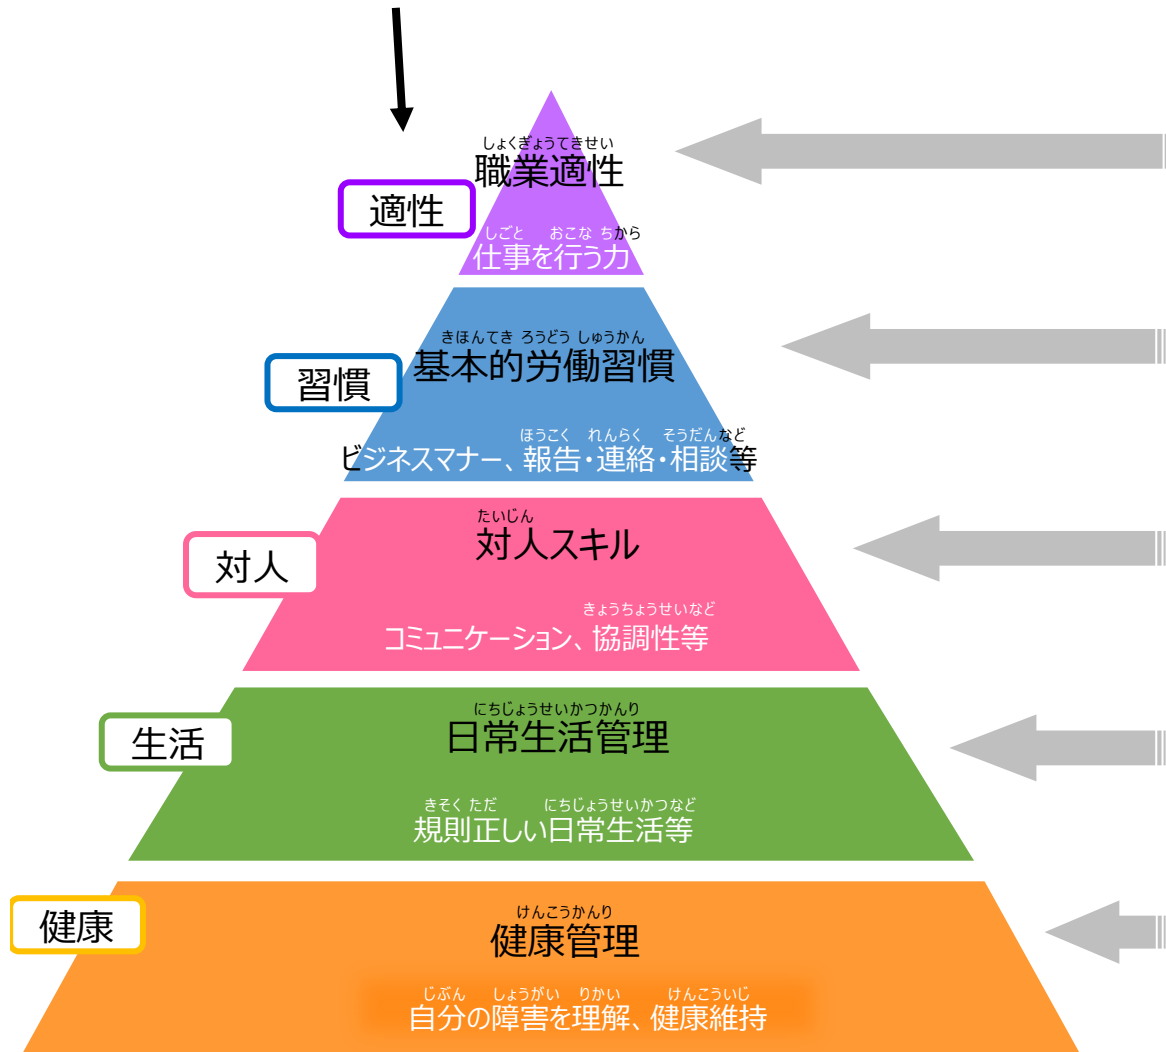 しょくぎょうてきせい
職業適性
適性
しごと おこな ちから
仕事を行う力
きほんてき ろうどう しゅうかん
基本的労働習慣
習慣
ほうこく れんらく そうだんなど
ビジネスマナー、報告・連絡・相談等
たいじん
対人スキル
対人
きょうちょうせいなど
コミュニケーション、協調性等
にちじょうせいかつかんり
日常生活管理
生活
きそく ただ にちじょうせいかつなど
規則正しい日常生活等
けんこうかんり
健康管理
健康
じぶん しょうがい りかい けんこういじ
自分の障害を理解、健康維持